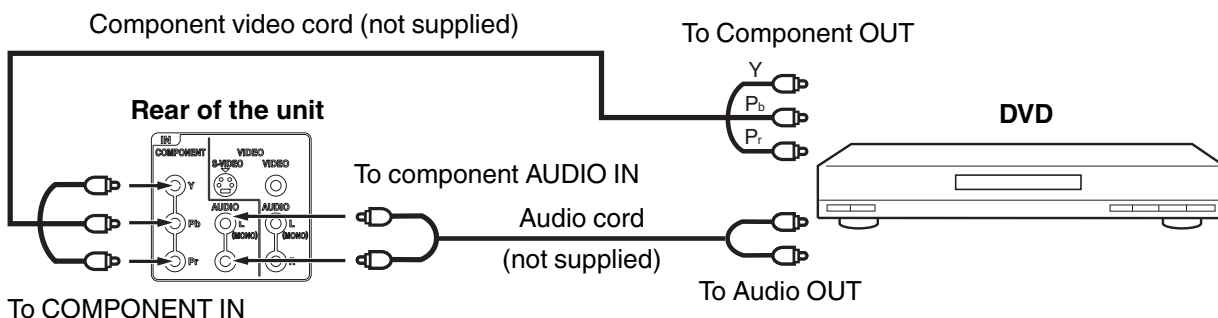 Component video cord (not supplied)
To Component OUT
Y
Pb
Pr
DVD
Rear of the unit
IN
COMPONENT
VIDEO
S-VIDEO
VIDEO
Y
Pb
Pr
AUDIO
L
(MONO)
AUDIO
L
(MONO)
R
To component AUDIO IN
Audio cord
(not supplied)
To Audio OUT
To COMPONENT IN